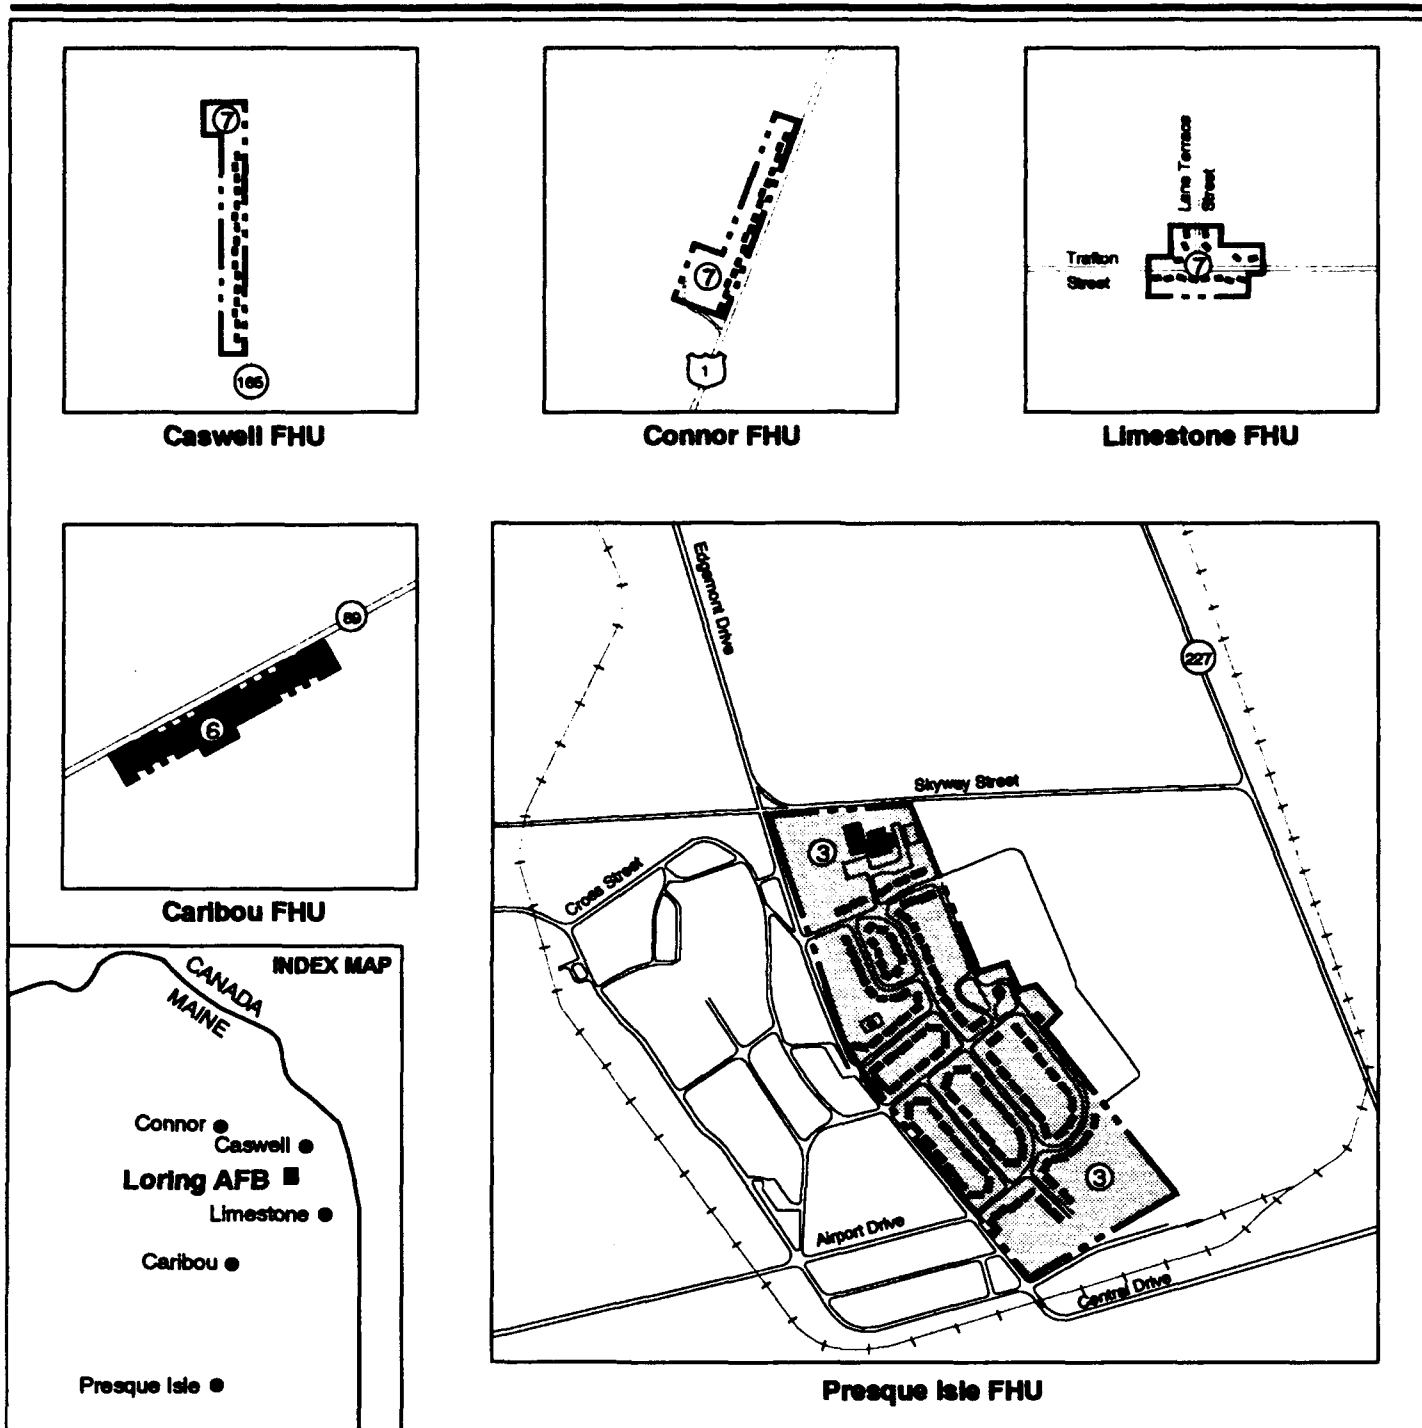 7
165
Caswell FHU
7
1
Connor FHU
Lane Terrace
Street
Trafton
Street
7
Limestone FHU
89
6
Caribou FHU
Edgemont Drive
227
Skyway Street
3
Cross Street
3
Airport Drive
Central Drive
Presque Isle FHU
INDEX MAP
CANADA
MAINE
Connor
Caswell
Loring AFB
Limestone
Caribou
Presque Isle